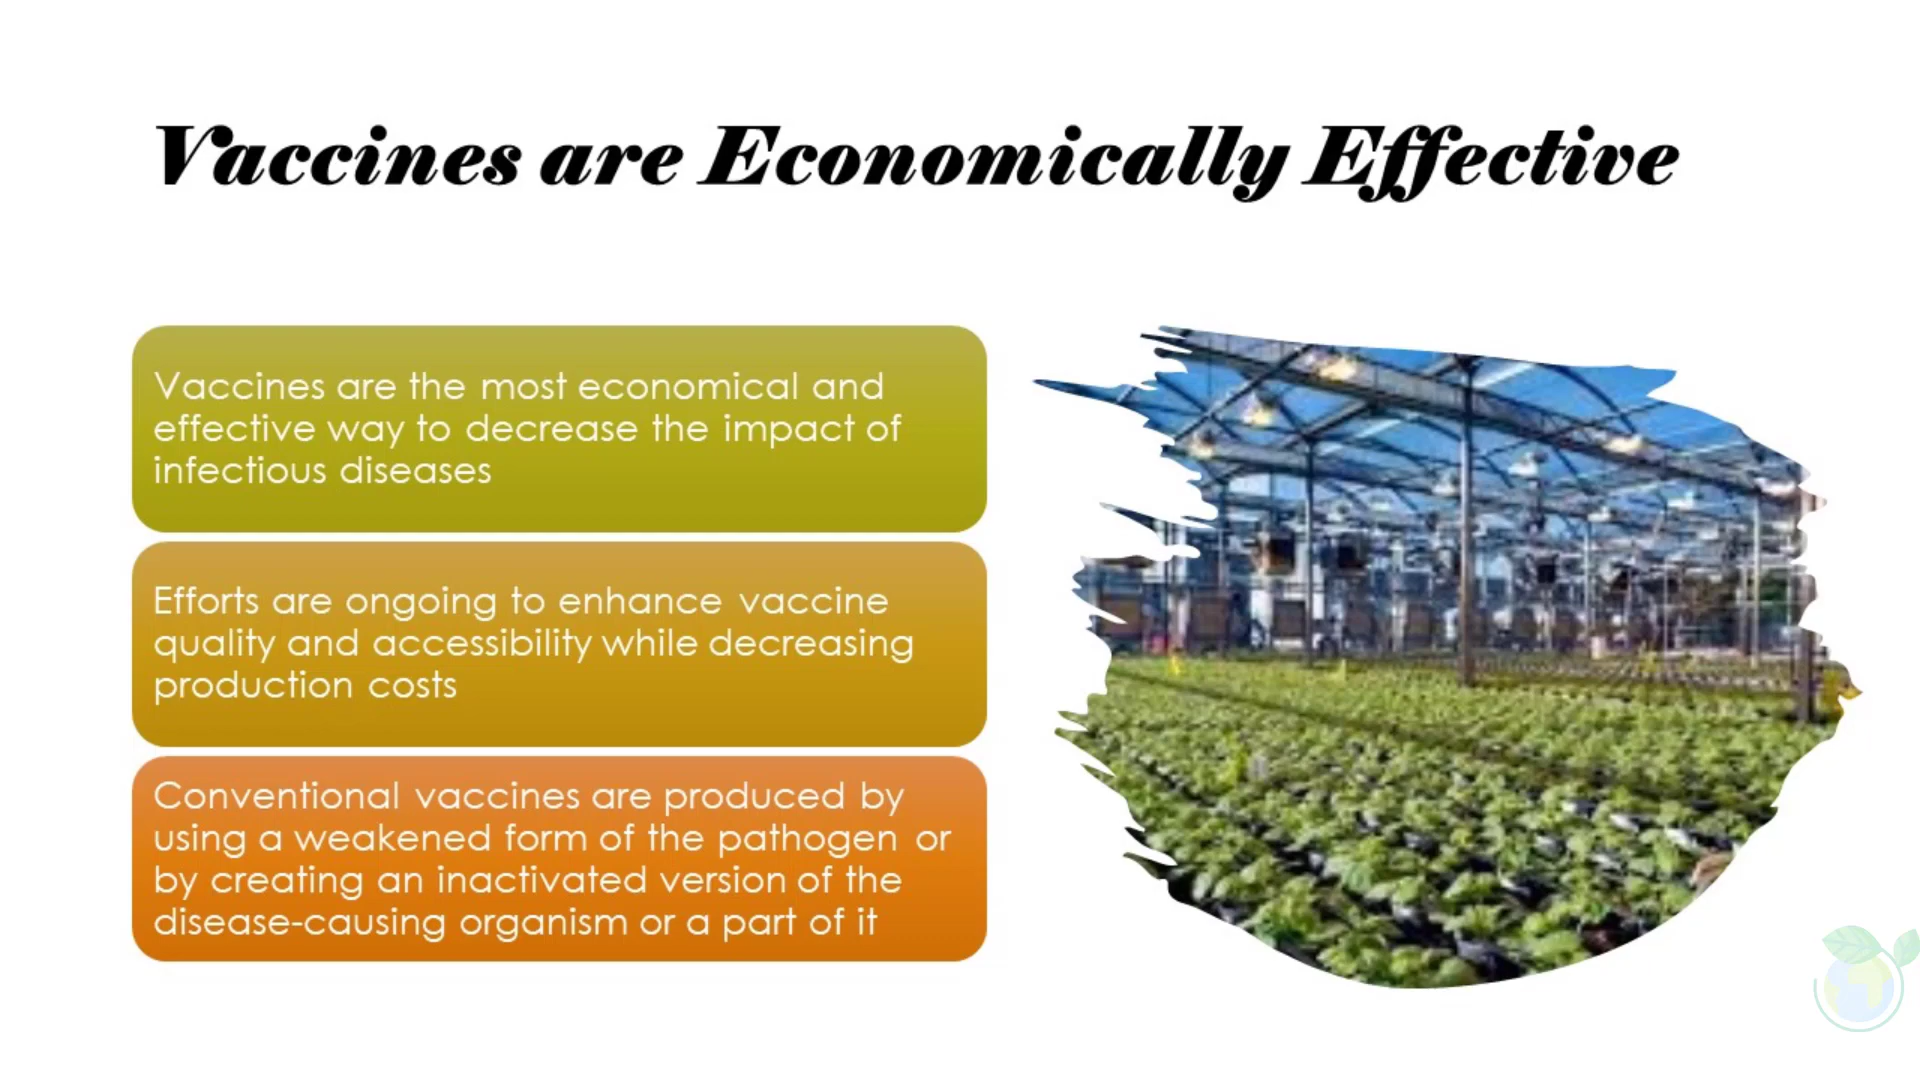 Vaccines are Economically Effective
Vaccines are the most economical and
effective way to decrease the impact of
infectious diseases
Efforts are ongoing to enhance vaccine
quality and accessibility while decreasing
production costs
Conventional vaccines are produced by
using a weakened form of the pathogen or
by creating an inactivated version of the
disease-causing organism or a part of it